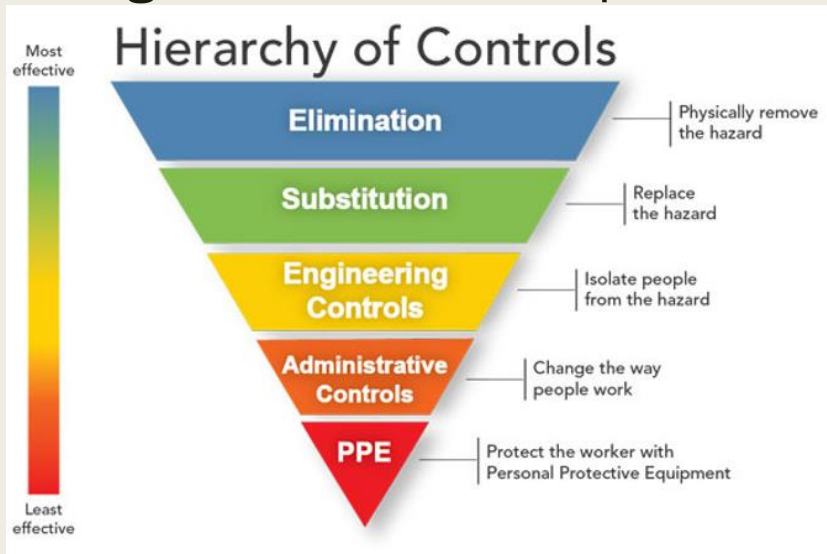 Hierarchy of Controls
Most
effective
Elimination
Physically remove
the hazard
Substitution
Replace
the hazard
Engineering
Controls
Isolate people
from the hazard
Administrative
Controls
Change the way
people work
PPE
Protect the worker with
Personal Protective Equipment
Least
effective